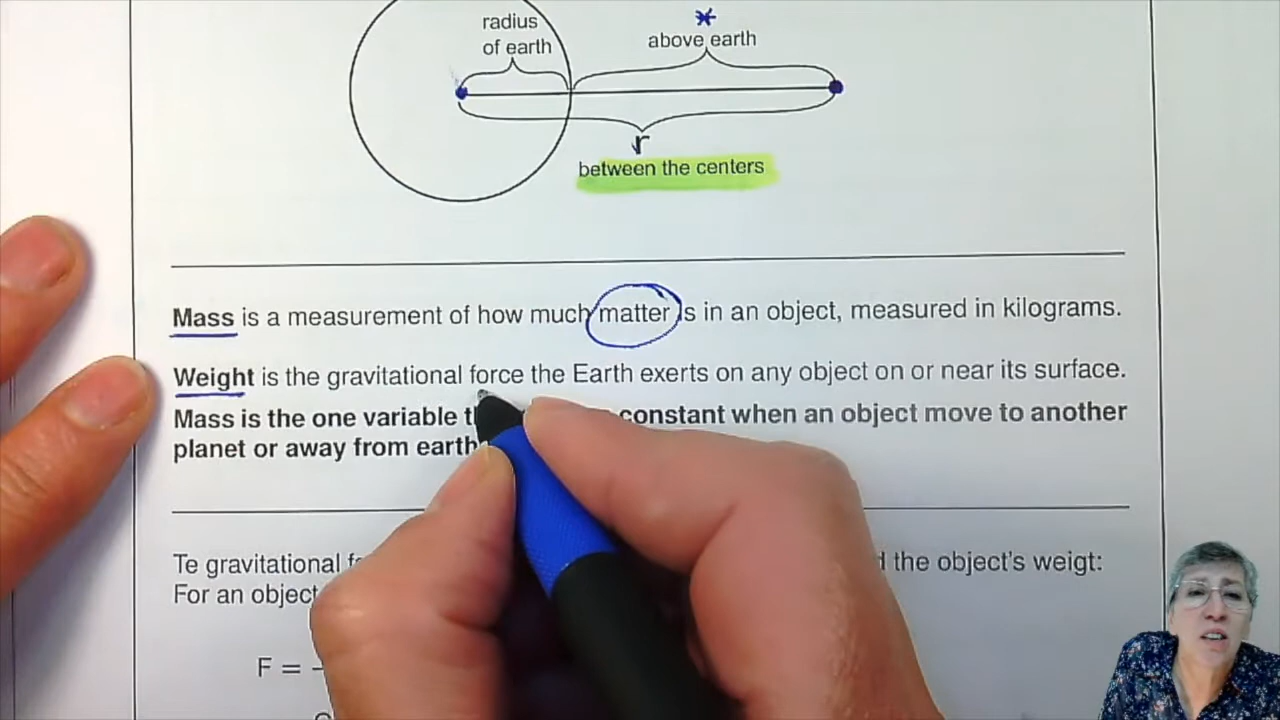 radius
of earth
*
above earth
r
between the centers
Mass is a measurement of how much matter is in an object, measured in kilograms.
Weight is the gravitational force the Earth exerts on any object on or near its surface.
Mass is the one variable constant when an object move to another
planet or away from earth
Te gravitational the object's weigt:
For an object
F =